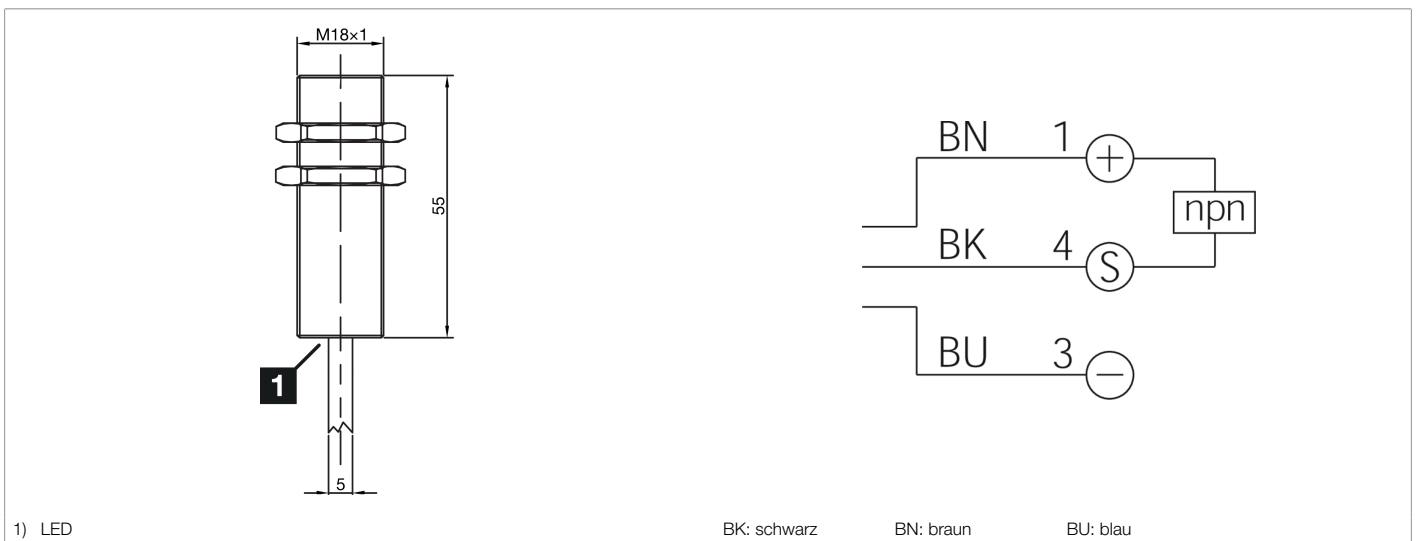 M18×1
55
1
5
BN 1 +
npn
BK 4 S
BU 3 −
1) LED
BK: schwarz BN: braun BU: blau